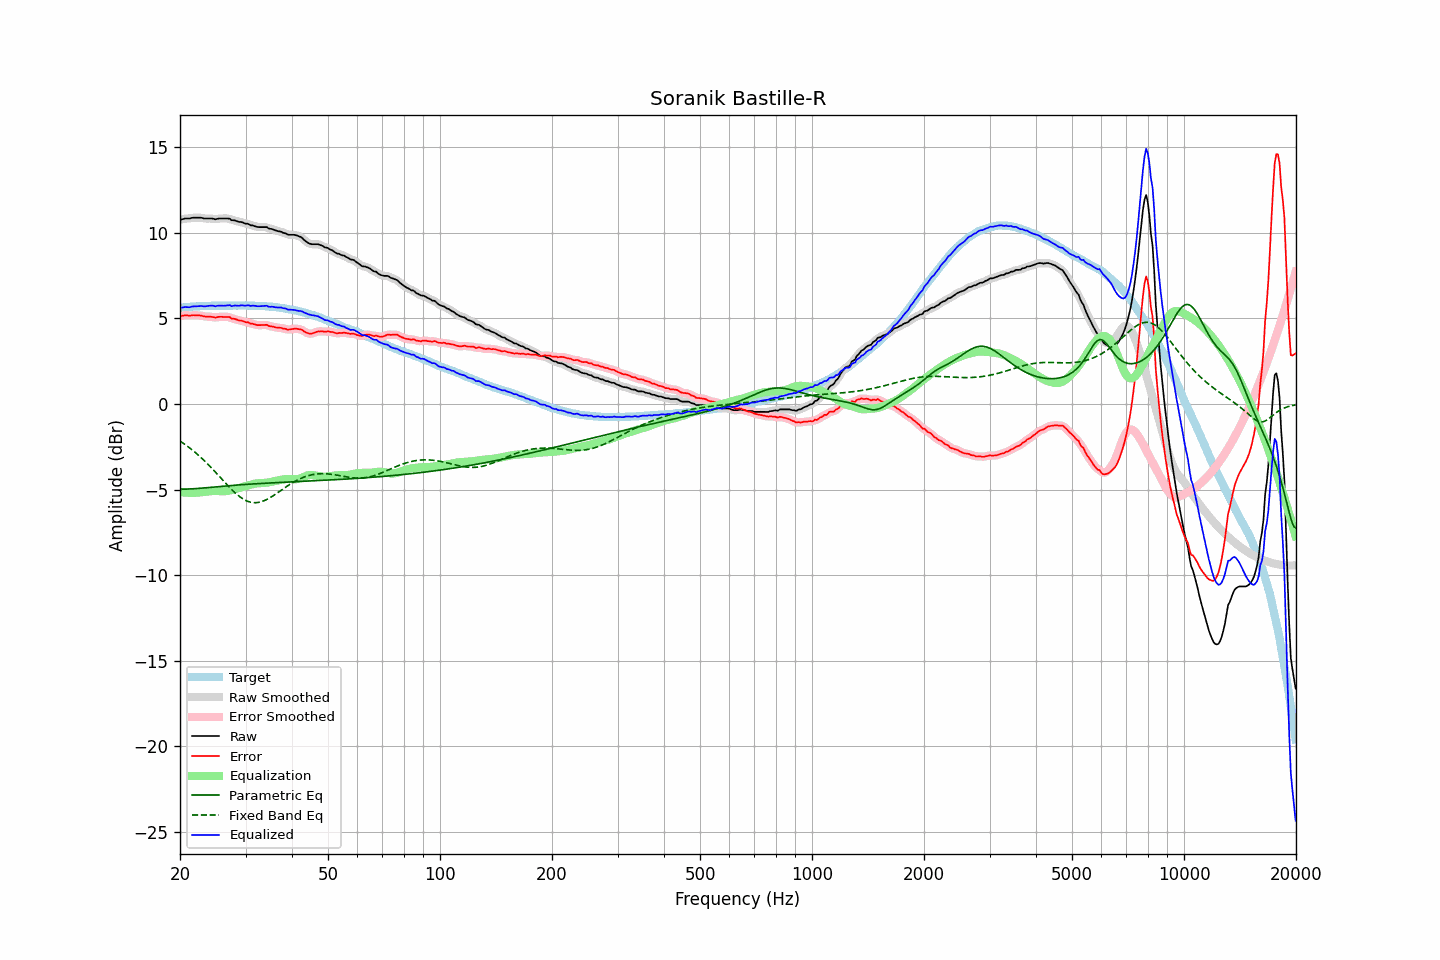 Soranik Bastille-R
Amplitude (dBr)
15
10
5
0
−5
−10
−15
−20
−25
Target
Raw Smoothed
Error Smoothed
Raw
Error
Equalization
Parametric Eq
Fixed Band Eq
Equalized
20 50 100 200 500 1000 2000 5000 10000 20000
Frequency (Hz)